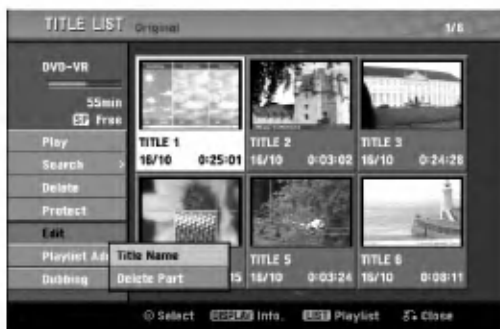 TITLE LIST Original 1/6
DVD-VR
55min
SP Free
Play
Search >
Delete
Protect
Edit
Playlist Add
Dubbing
Title Name
Delete Part
TITLE 1
16/10 0:25:01
TITLE 2
16/10 0:03:02
TITLE 3
16/10 0:24:28
15
TITLE 5
16/10 0:03:24
TITLE 6
16/10 0:08:11
Select DISPLAY Info. LIST Playlist Close